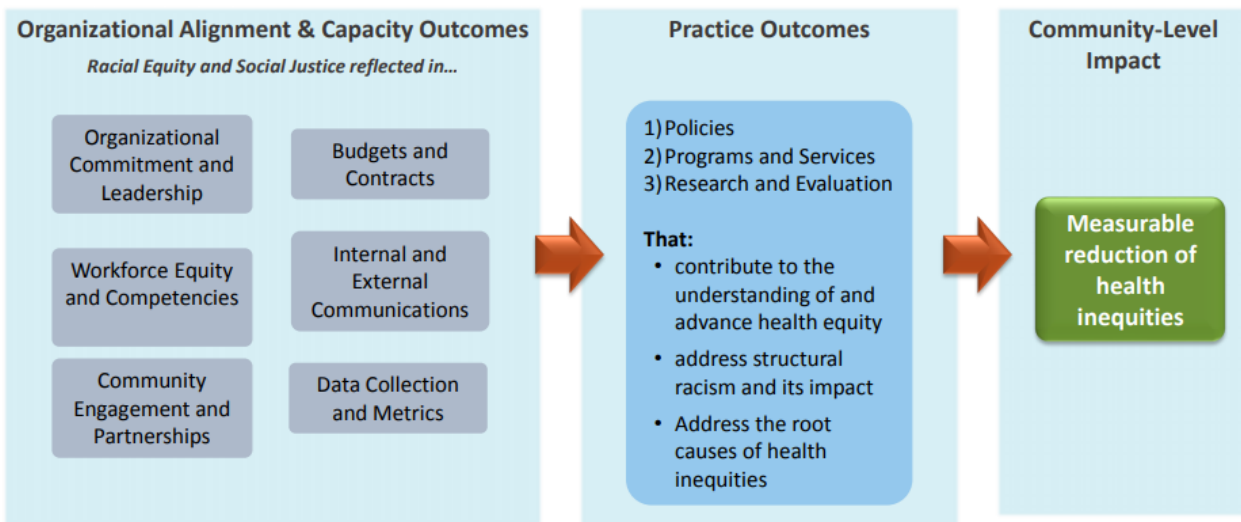 Organizational Alignment & Capacity Outcomes
Racial Equity and Social Justice reflected in…
Organizational
Commitment and
Leadership
Budgets and
Contracts
Workforce Equity
and Competencies
Internal and
External
Communications
Community
Engagement and
Partnerships
Data Collection
and Metrics
Practice Outcomes
1) Policies
2) Programs and Services
3) Research and Evaluation
That:
• contribute to the
understanding of and
advance health equity
• address structural
racism and its impact
• Address the root
causes of health
inequities
Community-Level
Impact
Measurable
reduction of
health
inequities